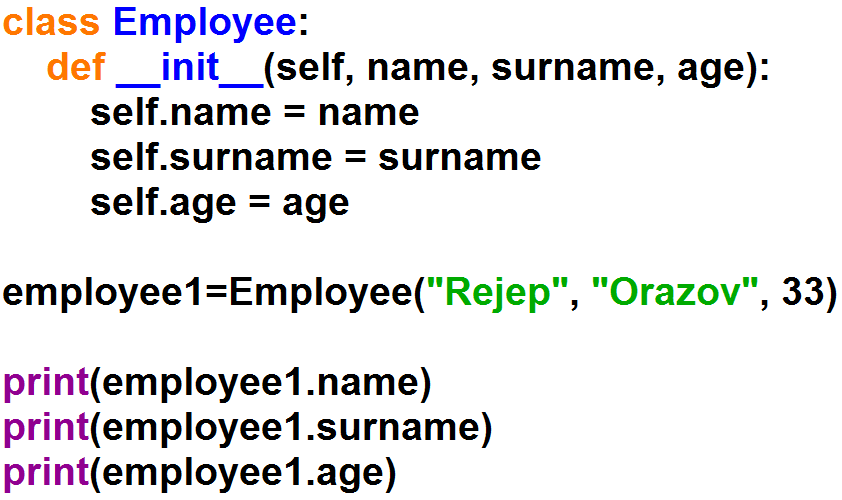 class Employee:
    def __init__(self, name, surname, age):
        self.name = name
        self.surname = surname
        self.age = age

employee1=Employee("Rejep", "Orazov", 33)

print(employee1.name)
print(employee1.surname)
print(employee1.age)